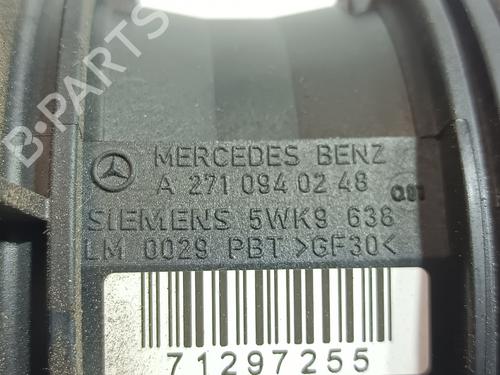 B-PARTS
MERCEDES BENZ
A 271 094 02 48
SIEMENS 5WK9 638
LM 0029 PBT >GF30<
71297255